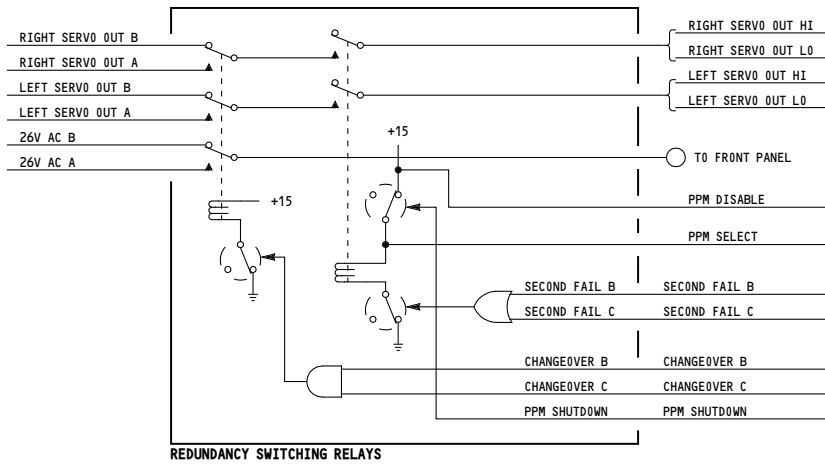 RIGHT SERVO OUT B
RIGHT SERVO OUT A
LEFT SERVO OUT B
LEFT SERVO OUT A
26V AC B
26V AC A
RIGHT SERVO OUT HI
RIGHT SERVO OUT LO
LEFT SERVO OUT HI
LEFT SERVO OUT LO
+15
TO FRONT PANEL
+15
PPM DISABLE
PPM SELECT
SECOND FAIL B SECOND FAIL B
SECOND FAIL C SECOND FAIL C
CHANGEOVER B CHANGEOVER B
CHANGEOVER C CHANGEOVER C
PPM SHUTDOWN PPM SHUTDOWN
REDUNDANCY SWITCHING RELAYS